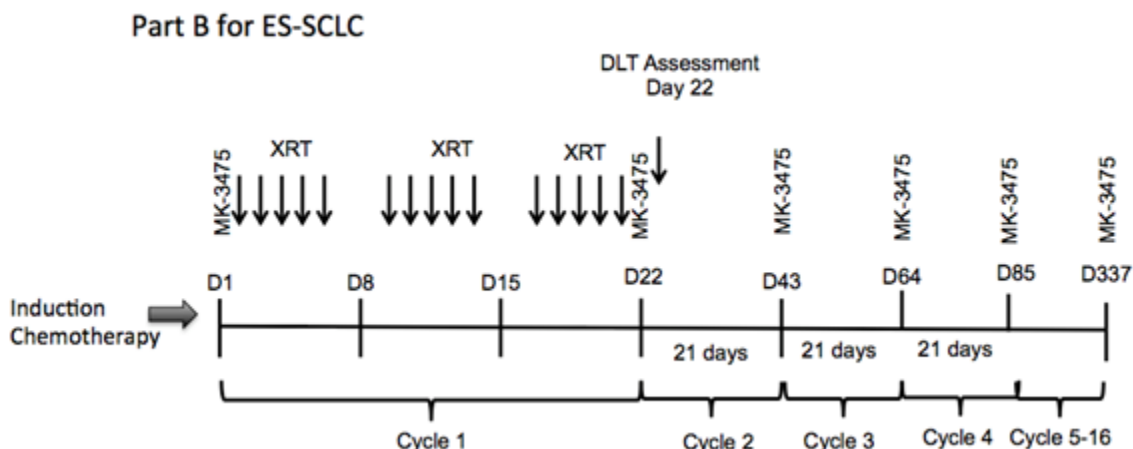 Part B for ES-SCLC
DLT Assessment
Day 22
XRT
XRT
XRT
MK-3475
MK-3475
MK-3475
MK-3475
MK-3475
MK-3475
D1
D8
D15
D22
D43
D64
D85
D337
Induction
Chemotherapy
21 days
21 days
21 days
Cycle 1
Cycle 2
Cycle 3
Cycle 4
Cycle 5-16